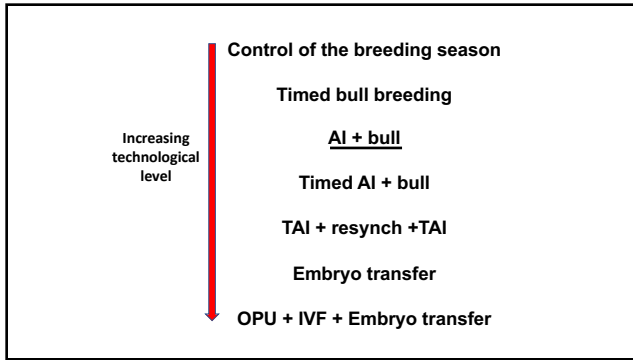 Control of the breeding season
Timed bull breeding
AI + bull
Increasing
technological
level
Timed AI + bull
TAI + resynch +TAI
Embryo transfer
OPU + IVF + Embryo transfer